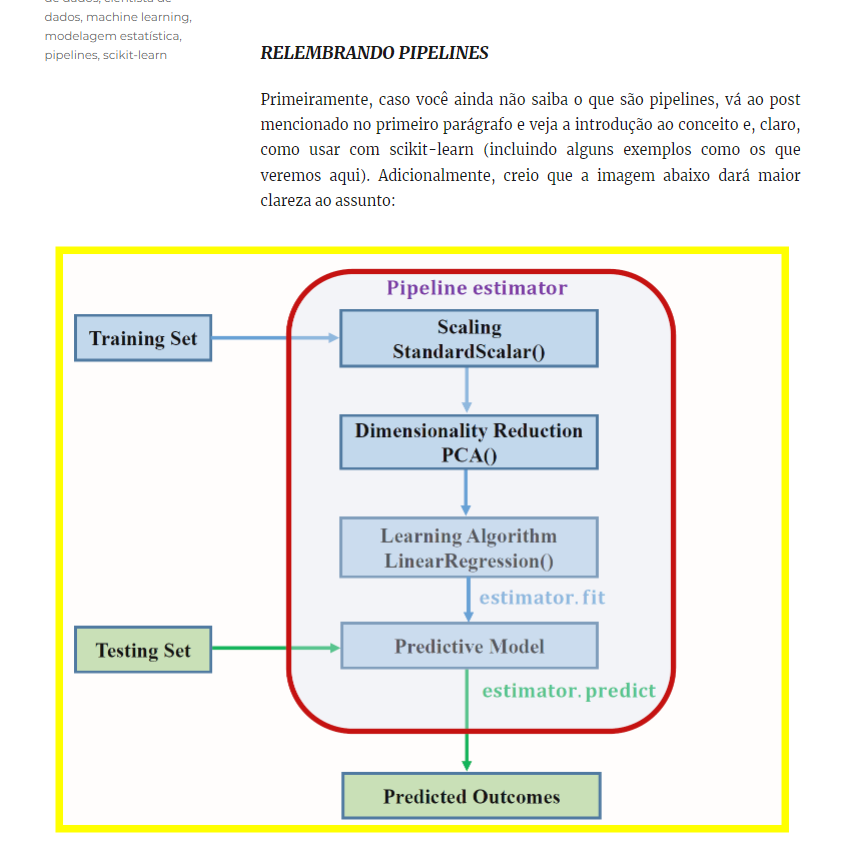 de dados, cientista de
dados, machine learning,
modelagem estatística,
pipelines, scikit-learn
RELEMBRANDO PIPELINES
Primeiramente, caso você ainda não saiba o que são pipelines, vá ao post
mencionado no primeiro parágrafo e veja a introdução ao conceito e, claro,
como usar com scikit-learn (incluindo alguns exemplos como os que
veremos aqui). Adicionalmente, creio que a imagem abaixo dará maior
clareza ao assunto:
Pipeline estimator
Training Set
Scaling
StandardScalar()
Dimensionality Reduction
PCA()
Learning Algorithm
LinearRegression()
estimator.fit
Testing Set
Predictive Model
estimator.predict
Predicted Outcomes